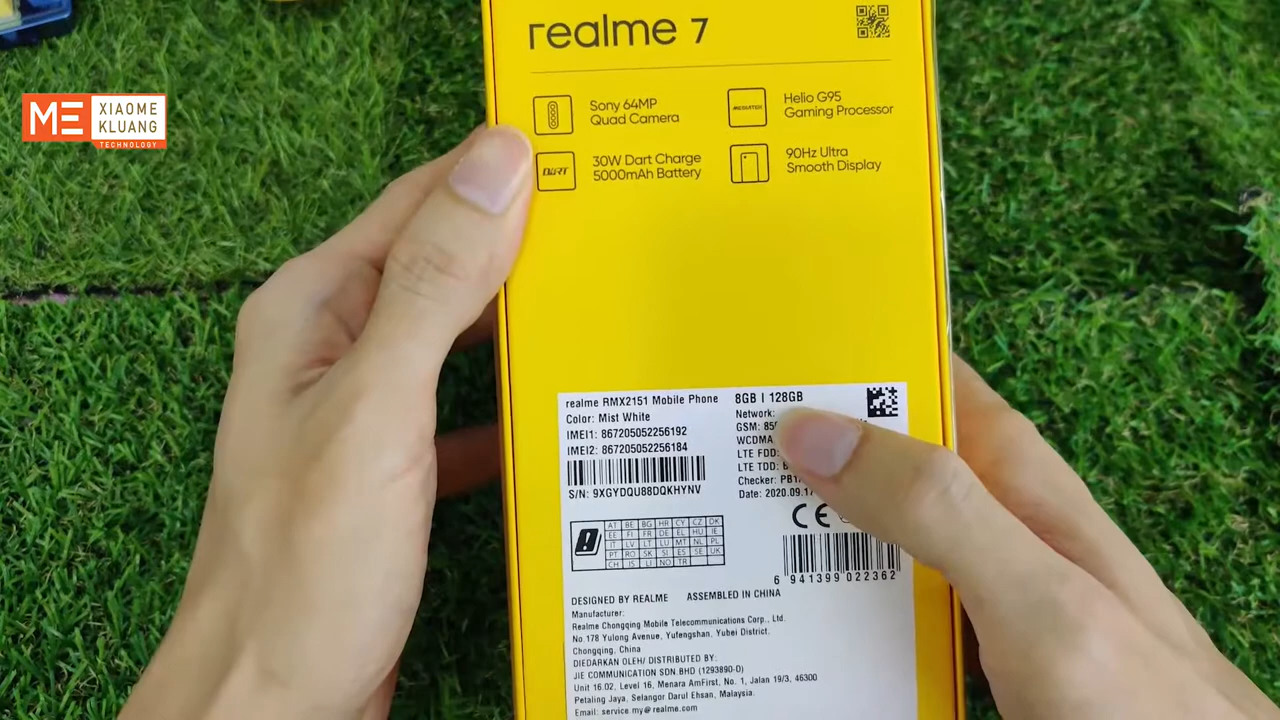 ME XIAOME
KLUANG
TECHNOLOGY
realme 7
Sony 64MP
Quad Camera
MEDIATEK
Helio G95
Gaming Processor
DART
30W Dart Charge
5000mAh Battery
90Hz Ultra
Smooth Display
realme RMX2151 Mobile Phone
Color: Mist White
IMEI1: 867205052256192
IMEI2: 867205052256184
S/N: 9XGYDQU88DQKHYNV
8GB | 128GB
Network:
GSM:
WCDMA
LTE FDD:
LTE TDD:
Checker:
Date: 2020.09.17
AT BE BG HR CY CZ DK
EE FI FR DE EL HU IE
IT LV LT LU MT NL PL
PT RO SK SI ES SE UK
CH IS LI NO TR
CE
6 941399 022362
DESIGNED BY REALME ASSEMBLED IN CHINA
Manufacturer:
Realme Chongqing Mobile Telecommunications Corp., Ltd.
No.178 Yulong Avenue, Yufengshan, Yubei District,
Chongqing, China
DIEDARKAN OLEH/ DISTRIBUTED BY:
JIE COMMUNICATION SDN.BHD (1293890-D)
Unit 16.02, Level 16, Menara AmFirst, No. 1, Jalan 19/3, 46300
Petaling Jaya, Selangor Darul Ehsan, Malaysia.
Email: service.my@realme.com